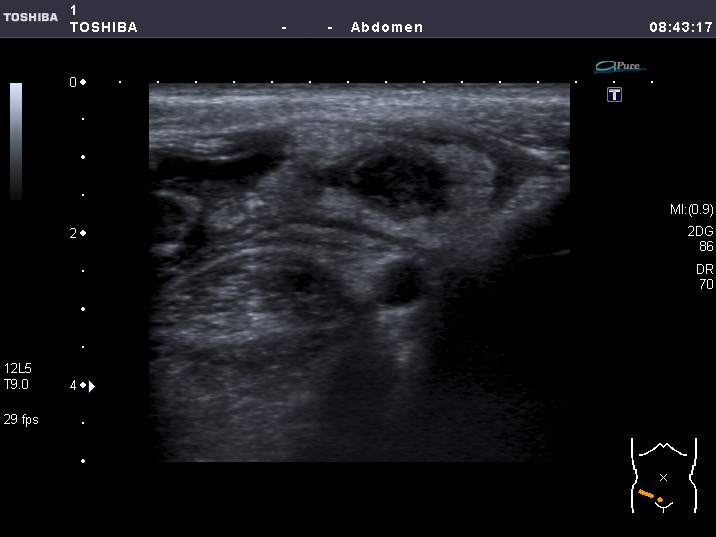 TOSHIBA
1
TOSHIBA - - Abdomen 08:43:17
aPure
T
0
MI:(0.9)
2
2DG
86
DR
70
12L5
T9.0
4
29 fps